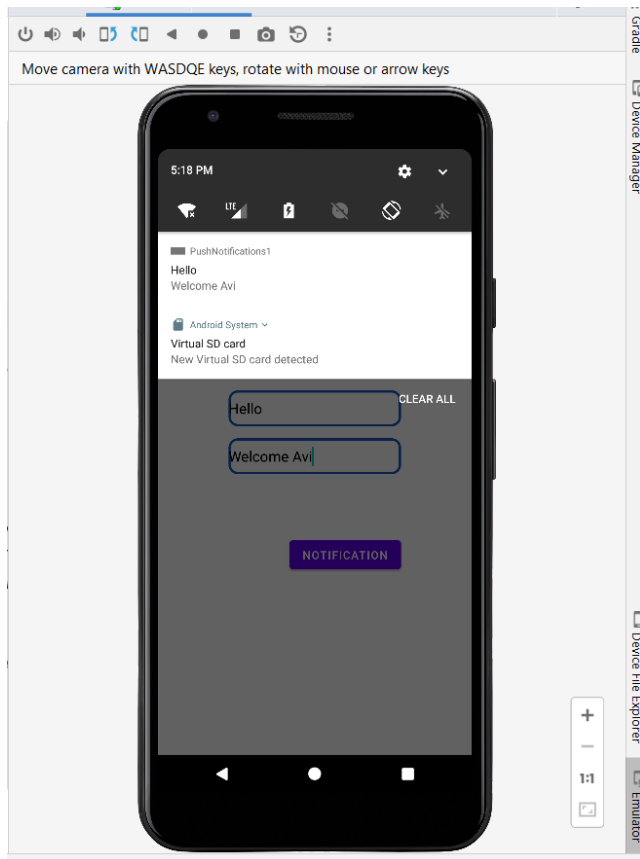 Move camera with WASDQE keys, rotate with mouse or arrow keys
5:18 PM
LTE
PushNotifications1
Hello
Welcome Avi
Android System
Virtual SD card
New Virtual SD card detected
CLEAR ALL
Hello
Welcome Avi
NOTIFICATION
1:1
Gradle
Device Manager
Device File Explorer
Emulator